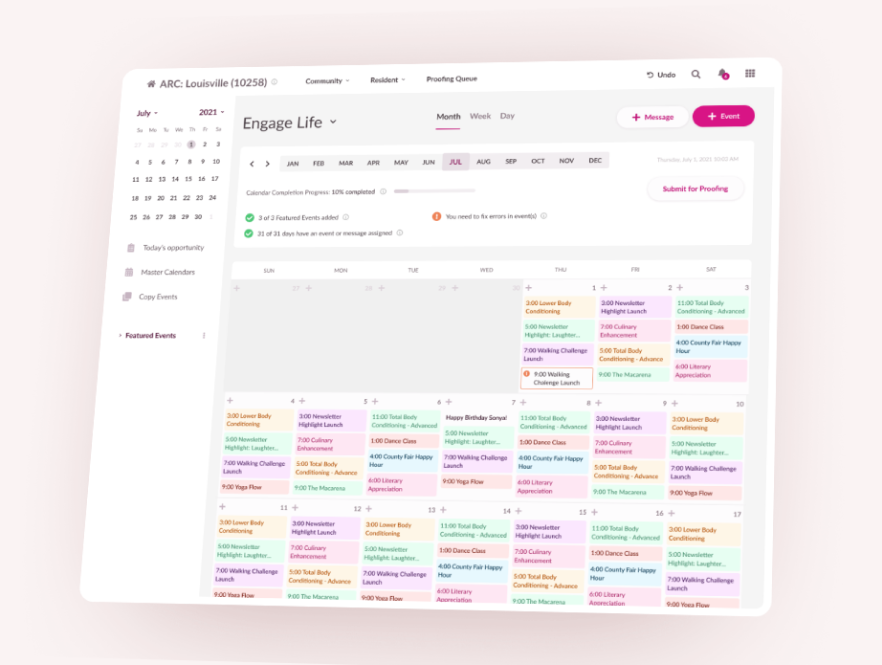 ARC: Louisville (10258)
Community
Resident
Proofing Queue
Undo
July
2021
Su Mo Tu We Th Fr Sa
27 28 29 30 1 2 3
4 5 6 7 8 9 10
11 12 13 14 15 16 17
18 19 20 21 22 23 24
25 26 27 28 29 30 1
Today's opportunity
Master Calendars
Copy Events
Featured Events
Engage Life
Month Week Day
+ Message
+ Event
JAN FEB MAR APR MAY JUN JUL AUG SEP OCT NOV DEC
Thursday, July 1, 2021 10:02 AM
Calendar Completion Progress: 10% completed
Submit for Proofing
3 of 2 Featured Events added
You need to fix errors in event(s)
31 of 31 days have an event or message assigned
SUN MON TUE WED THU FRI SAT
+ 27 + 28 + 29 + 30 + 1 + 2 + 3
3:00 Lower Body
Conditioning
5:00 Newsletter
Highlight: Laughter...
7:00 Walking Challenge
Launch
9:00 Walking
Chalenge Launch
3:00 Newsletter
Highlight Launch
7:00 Culinary
Enhancement
5:00 Total Body
Conditioning - Advance
9:00 The Macarena
11:00 Total Body
Conditioning - Advanced
1:00 Dance Class
4:00 County Fair Happy
Hour
6:00 Literary
Appreciation
+ 4 + 5 + 6 + 7 + 8 + 9 + 10
3:00 Lower Body
Conditioning
5:00 Newsletter
Highlight: Laughter...
7:00 Walking Challenge
Launch
9:00 Yoga Flow
3:00 Newsletter
Highlight Launch
7:00 Culinary
Enhancement
5:00 Total Body
Conditioning - Advance
9:00 The Macarena
11:00 Total Body
Conditioning - Advanced
1:00 Dance Class
4:00 County Fair Happy
Hour
6:00 Literary
Appreciation
Happy Birthday Sonya!
5:00 Newsletter
Highlight: Laughter...
7:00 Walking Challenge
Launch
9:00 Yoga Flow
11:00 Total Body
Conditioning - Advanced
1:00 Dance Class
4:00 County Fair Happy
Hour
6:00 Literary
Appreciation
3:00 Newsletter
Highlight Launch
7:00 Culinary
Enhancement
5:00 Total Body
Conditioning - Advance
9:00 The Macarena
3:00 Lower Body
Conditioning
5:00 Newsletter
Highlight: Laughter...
7:00 Walking Challenge
Launch
9:00 Yoga Flow
+ 11 + 12 + 13 + 14 + 15 + 16 + 17
3:00 Lower Body
Conditioning
5:00 Newsletter
Highlight: Laughter...
7:00 Walking Challenge
Launch
9:00 Yoga Flow
3:00 Newsletter
Highlight Launch
7:00 Culinary
Enhancement
5:00 Total Body
Conditioning - Advance
9:00 The Macarena
3:00 Lower Body
Conditioning
5:00 Newsletter
Highlight: Laughter...
7:00 Walking Challenge
Launch
9:00 Yoga Flow
11:00 Total Body
Conditioning - Advanced
1:00 Dance Class
4:00 County Fair Happy
Hour
6:00 Literary
Appreciation
3:00 Newsletter
Highlight Launch
7:00 Culinary
Enhancement
5:00 Total Body
Conditioning - Advance
9:00 The Macarena
11:00 Total Body
Conditioning - Advanced
1:00 Dance Class
4:00 County Fair Happy
Hour
6:00 Literary
Appreciation
3:00 Lower Body
Conditioning
5:00 Newsletter
Highlight: Laughter...
7:00 Walking Challenge
Launch
9:00 Yoga Flow